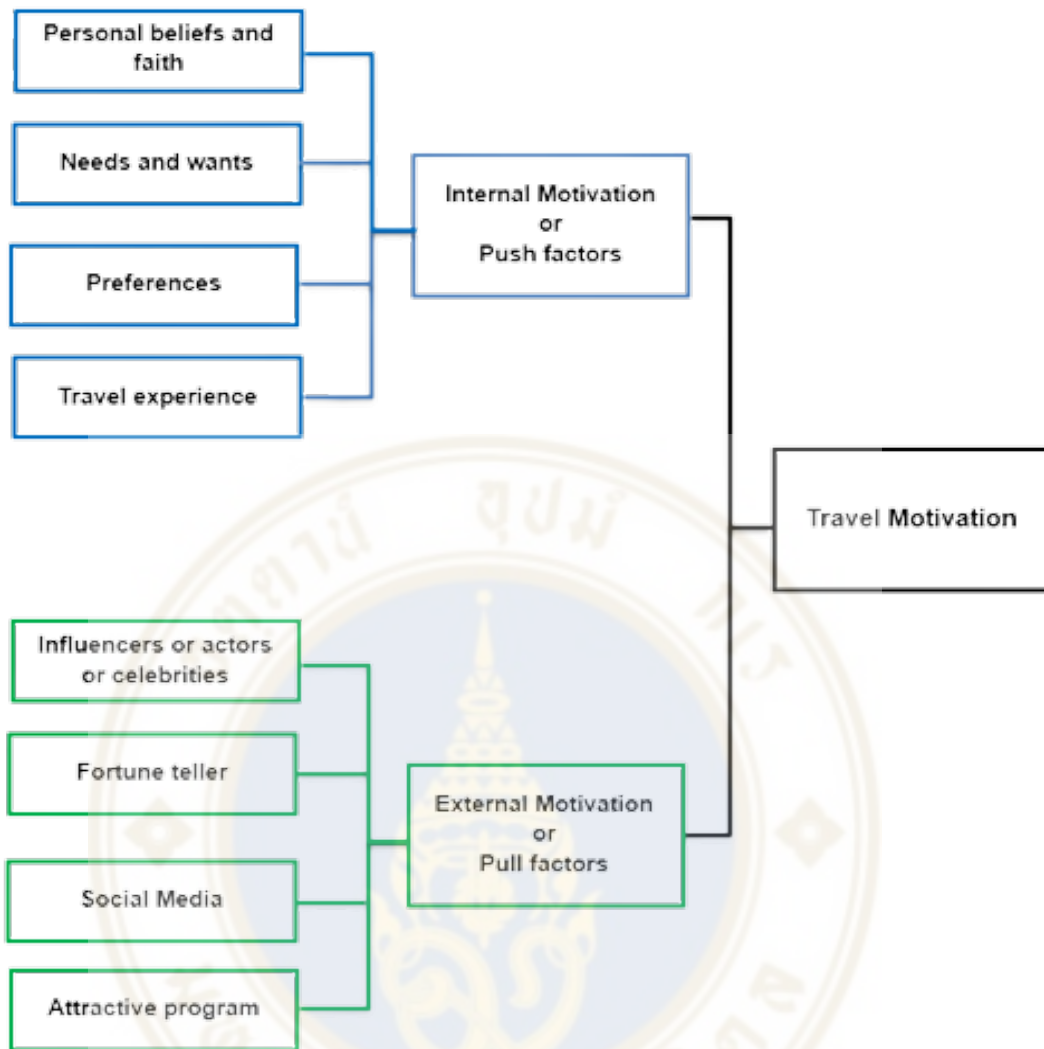 Personal beliefs and
faith
Needs and wants
Preferences
Travel experience
Internal Motivation
or
Push factors
Travel Motivation
Influencers or actors
or celebrities
Fortune teller
Social Media
Attractive program
External Motivation
or
Pull factors